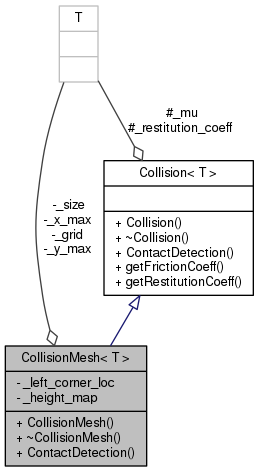 T
#_mu
#_restitution_coeff
Collision< T >
+ Collision()
+ ~Collision()
+ ContactDetection()
+ getFrictionCoeff()
+ getRestitutionCoeff()
-_size
-_x_max
-_grid
-_y_max
CollisionMesh< T >
- _left_corner_loc
- _height_map
+ CollisionMesh()
+ ~CollisionMesh()
+ ContactDetection()